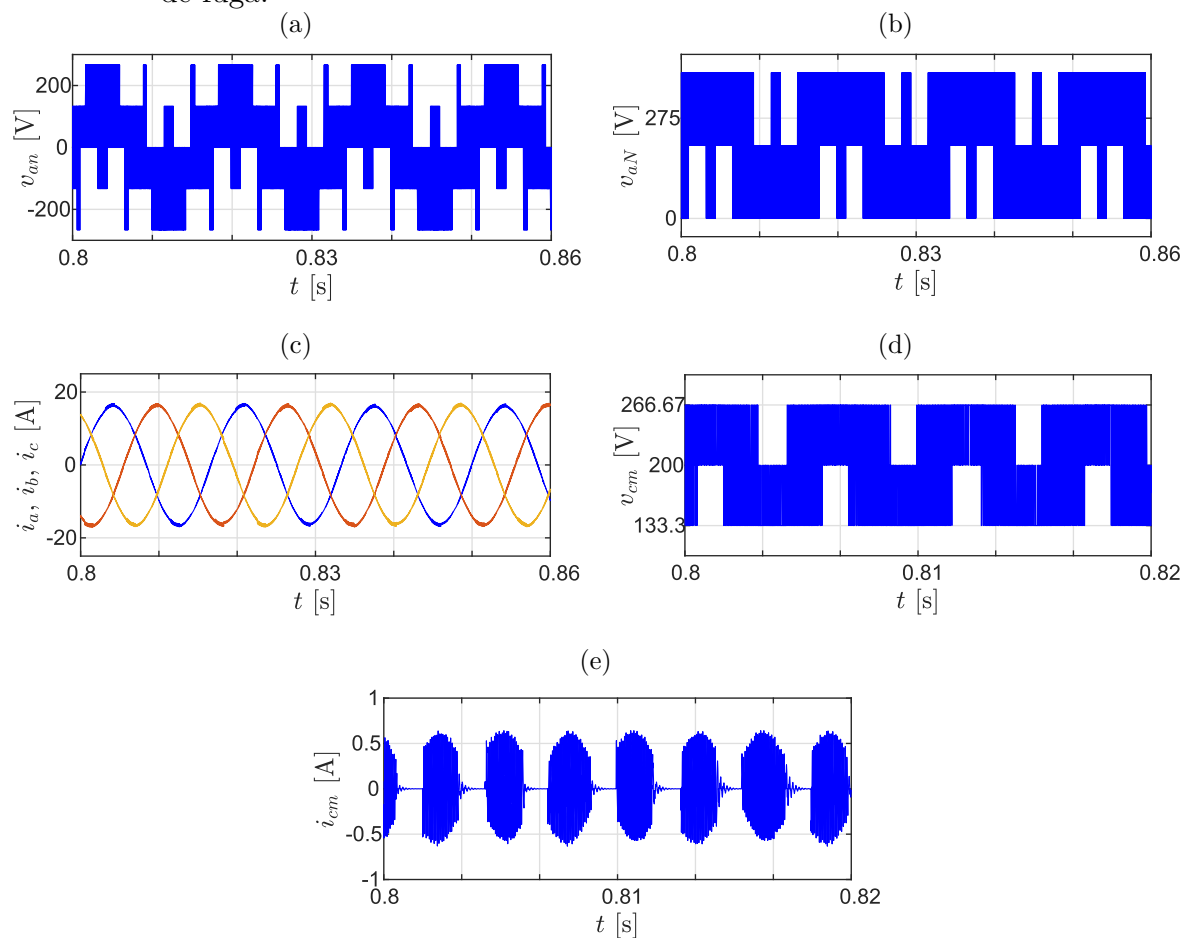 de fuga.
(a)
(b)
200
0
-200
v_an [V]
0.8
0.83
0.86
t [s]
275
0
v_aN [V]
0.8
0.83
0.86
t [s]
(c)
(d)
20
0
-20
i_a, i_b, i_c [A]
0.8
0.83
0.86
t [s]
266.67
200
133.3
v_cm [V]
0.8
0.81
0.82
t [s]
(e)
1
0.5
0
-0.5
-1
i_cm [A]
0.8
0.81
0.82
t [s]